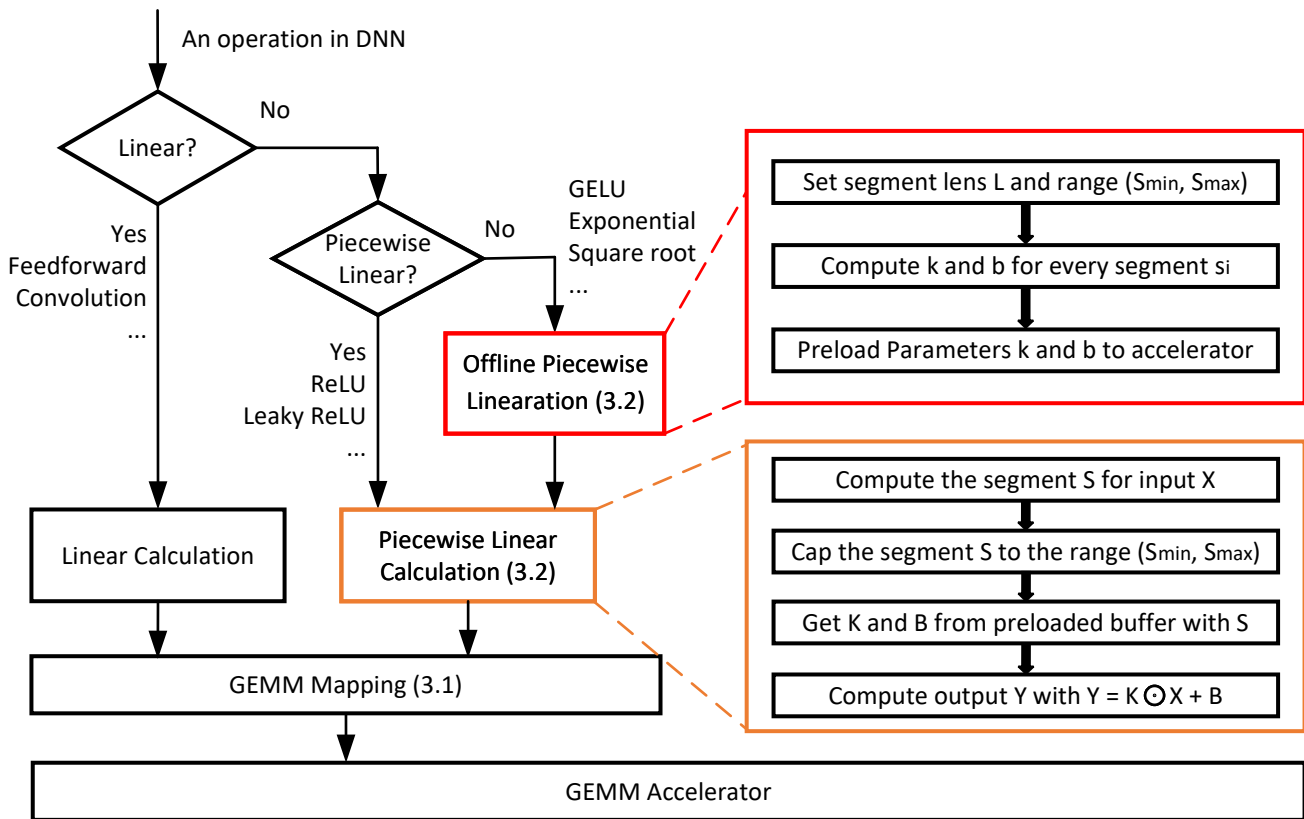 An operation in DNN
Linear?
No
Yes
Feedforward
Convolution
...
Piecewise
Linear?
No
GELU
Exponential
Square root
...
Yes
ReLU
Leaky ReLU
...
Offline Piecewise
Linearation (3.2)
Linear Calculation
Piecewise Linear
Calculation (3.2)
GEMM Mapping (3.1)
GEMM Accelerator
Set segment lens L and range (Smin, Smax)
Compute k and b for every segment si
Preload Parameters k and b to accelerator
Compute the segment S for input X
Cap the segment S to the range (Smin, Smax)
Get K and B from preloaded buffer with S
Compute output Y with Y = K ⊙ X + B